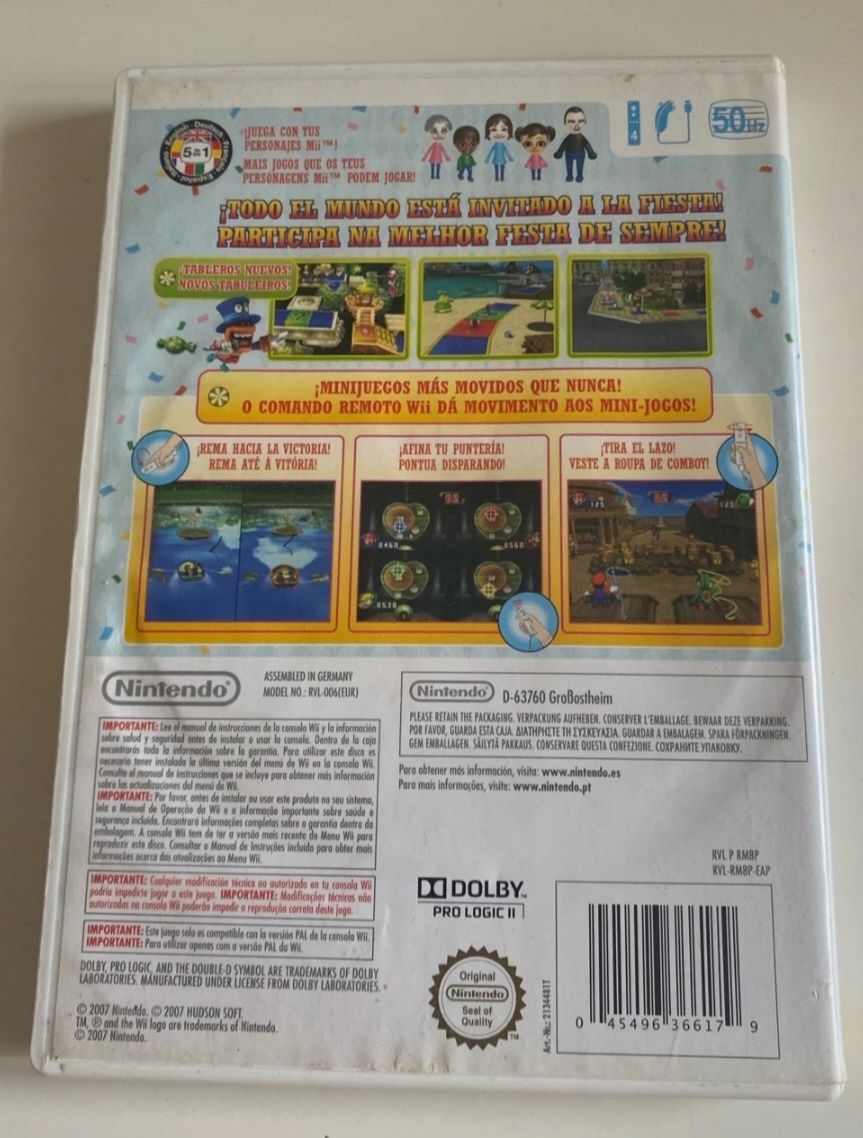 English · Deutsch · Français · Español · Italiano
5 IN 1
¡JUEGA CON TUS
PERSONAJES Mii™!
MAIS JOGOS QUE OS TEUS
PERSONAGENS Mii™ PODEM JOGAR!
4
50Hz
¡TODO EL MUNDO ESTÁ INVITADO A LA FIESTA!
PARTICIPA NA MELHOR FESTA DE SEMPRE!
¡TABLEROS NUEVOS!
NOVOS TABULEIROS!
¡MINIJUEGOS MÁS MOVIDOS QUE NUNCA!
O COMANDO REMOTO Wii DÁ MOVIMENTO AOS MINI-JOGOS!
¡REMA HACIA LA VICTORIA!
REMA ATÉ À VITÓRIA!
¡AFINA TU PUNTERÍA!
PONTUA DISPARANDO!
¡TIRA EL LAZO!
VESTE A ROUPA DE COMBOY!
0460
0560
0530
125
125
Nintendo®
ASSEMBLED IN GERMANY
MODEL NO.: RVL-006(EUR)
Nintendo® D-63760 Großostheim
PLEASE RETAIN THE PACKAGING. VERPACKUNG AUFHEBEN. CONSERVER L'EMBALLAGE. BEWAAR DEZE VERPAKKING.
POR FAVOR, GUARDA ESTA CAJA. ΔΙΑΤΗΡΗΣΤΕ ΤΗ ΣΥΣΚΕΥΑΣΙΑ. GUARDAR A EMBALAGEM. SPARA FÖRPACKNINGEN.
GEM EMBALLAGEN. SÄILYTÄ PAKKAUS. CONSERVARE QUESTA CONFEZIONE. СОХРАНИТЕ УПАКОВКУ.
IMPORTANTE: Lee el manual de instrucciones de la consola Wii y la información
sobre salud y seguridad antes de instalar o usar la consola. Dentro de la caja
encontrarás toda la información sobre la garantía. Para utilizar este disco es
necesario tener instalada la última versión del menú de Wii en la consola Wii.
Consulta el manual de instrucciones que se incluye para obtener más información
sobre las actualizaciones del menú de Wii.
IMPORTANTE: Por favor, antes de instalar ou usar este produto no seu sistema,
leia o Manual de Operação da Wii e a informação importante sobre saúde e
segurança incluída. Encontrará informações completas sobre a garantia dentro da
embalagem. A consola Wii tem de ter a versão mais recente do Menu Wii para
reproduzir este disco. Consultar o Manual de Instruções incluído para obter mais
informações acerca das atualizações ao Menu Wii.
Para obtener más información, visita: www.nintendo.es
Para mais informações, visite: www.nintendo.pt
IMPORTANTE: Cualquier modificación técnica no autorizada en tu consola Wii
podría impedirte jugar a este juego. IMPORTANTE: Modificações técnicas não
autorizadas na consola Wii poderão impedir a reprodução correta deste jogo.
IMPORTANTE: Este juego solo es compatible con la versión PAL de la consola Wii.
IMPORTANTE: Para utilizar apenas com a versão PAL da Wii.
DOLBY, PRO LOGIC, AND THE DOUBLE-D SYMBOL ARE TRADEMARKS OF DOLBY
LABORATORIES. MANUFACTURED UNDER LICENSE FROM DOLBY LABORATORIES.
© 2007 Nintendo. © 2007 HUDSON SOFT.
TM, ® and the Wii logo are trademarks of Nintendo.
© 2007 Nintendo.
DOLBY™
PRO LOGIC II
Original
Nintendo®
Seal of
Quality
™
RVL P RM8P
RVL-RM8P-EAP
Art.-No.: 2134481T
0 45496 36617 9